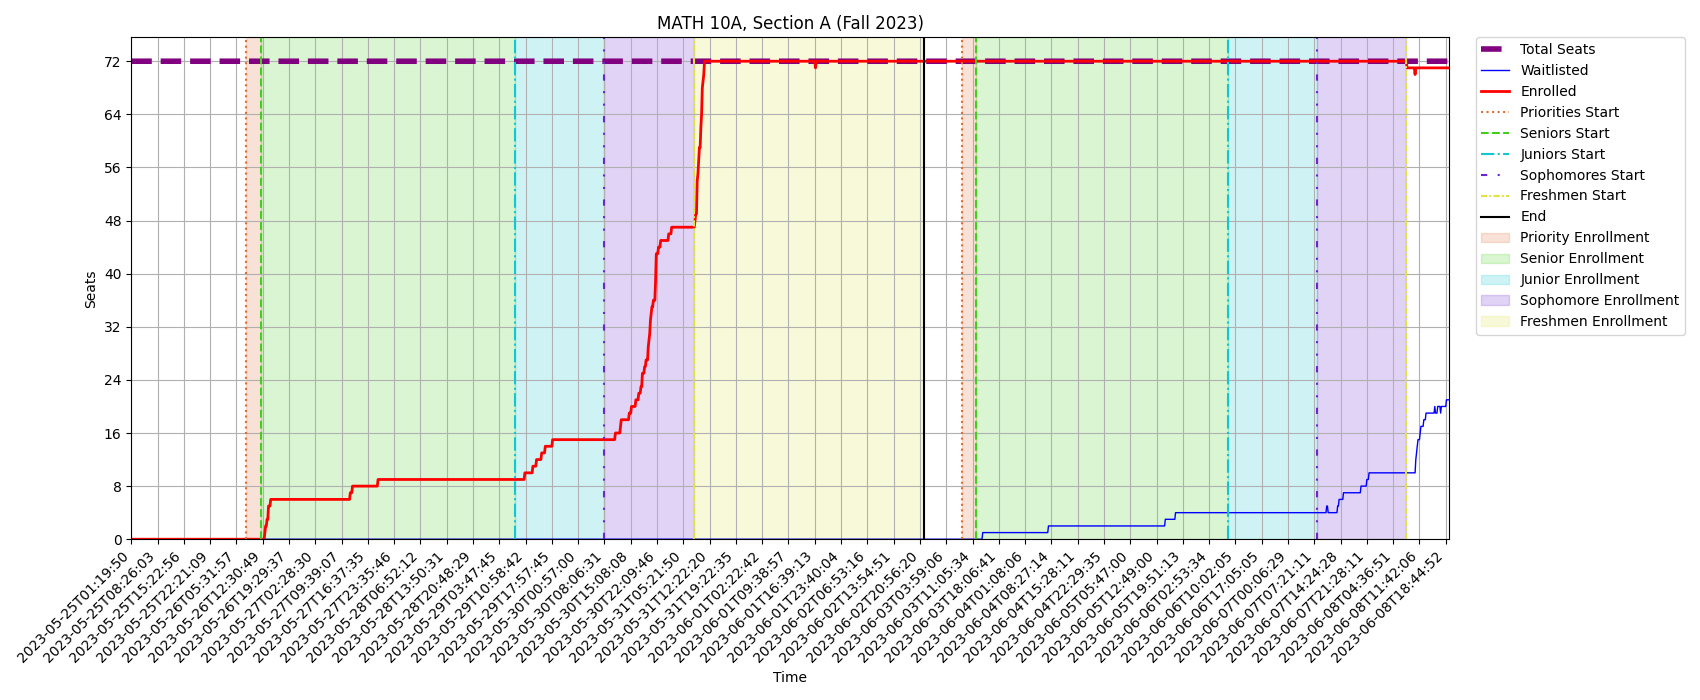 MATH 10A, Section A (Fall 2023)
Seats
72
64
56
48
40
32
24
16
8
0
2023-05-25T01:19:50
2023-05-25T08:26:03
2023-05-25T15:22:56
2023-05-25T22:21:09
2023-05-26T05:31:57
2023-05-26T12:30:49
2023-05-26T19:29:37
2023-05-27T02:28:30
2023-05-27T09:39:07
2023-05-27T16:37:35
2023-05-27T23:35:46
2023-05-28T06:52:12
2023-05-28T13:50:31
2023-05-28T20:48:29
2023-05-29T03:47:45
2023-05-29T10:58:42
2023-05-29T17:57:45
2023-05-30T00:57:00
2023-05-30T08:06:31
2023-05-30T15:08:08
2023-05-30T22:09:46
2023-05-31T05:21:50
2023-05-31T12:22:20
2023-05-31T19:22:35
2023-06-01T02:22:42
2023-06-01T09:38:57
2023-06-01T16:39:13
2023-06-01T23:40:04
2023-06-02T06:53:16
2023-06-02T13:54:51
2023-06-02T20:56:20
2023-06-03T03:59:06
2023-06-03T11:05:34
2023-06-03T18:06:41
2023-06-04T01:08:06
2023-06-04T08:27:14
2023-06-04T15:28:11
2023-06-04T22:29:35
2023-06-05T05:47:00
2023-06-05T12:49:00
2023-06-05T19:51:13
2023-06-06T02:53:34
2023-06-06T10:02:05
2023-06-06T17:05:05
2023-06-07T00:06:29
2023-06-07T07:21:11
2023-06-07T14:24:28
2023-06-07T21:28:11
2023-06-08T04:36:51
2023-06-08T11:42:06
2023-06-08T18:44:52
Time
Total Seats
Waitlisted
Enrolled
Priorities Start
Seniors Start
Juniors Start
Sophomores Start
Freshmen Start
End
Priority Enrollment
Senior Enrollment
Junior Enrollment
Sophomore Enrollment
Freshmen Enrollment